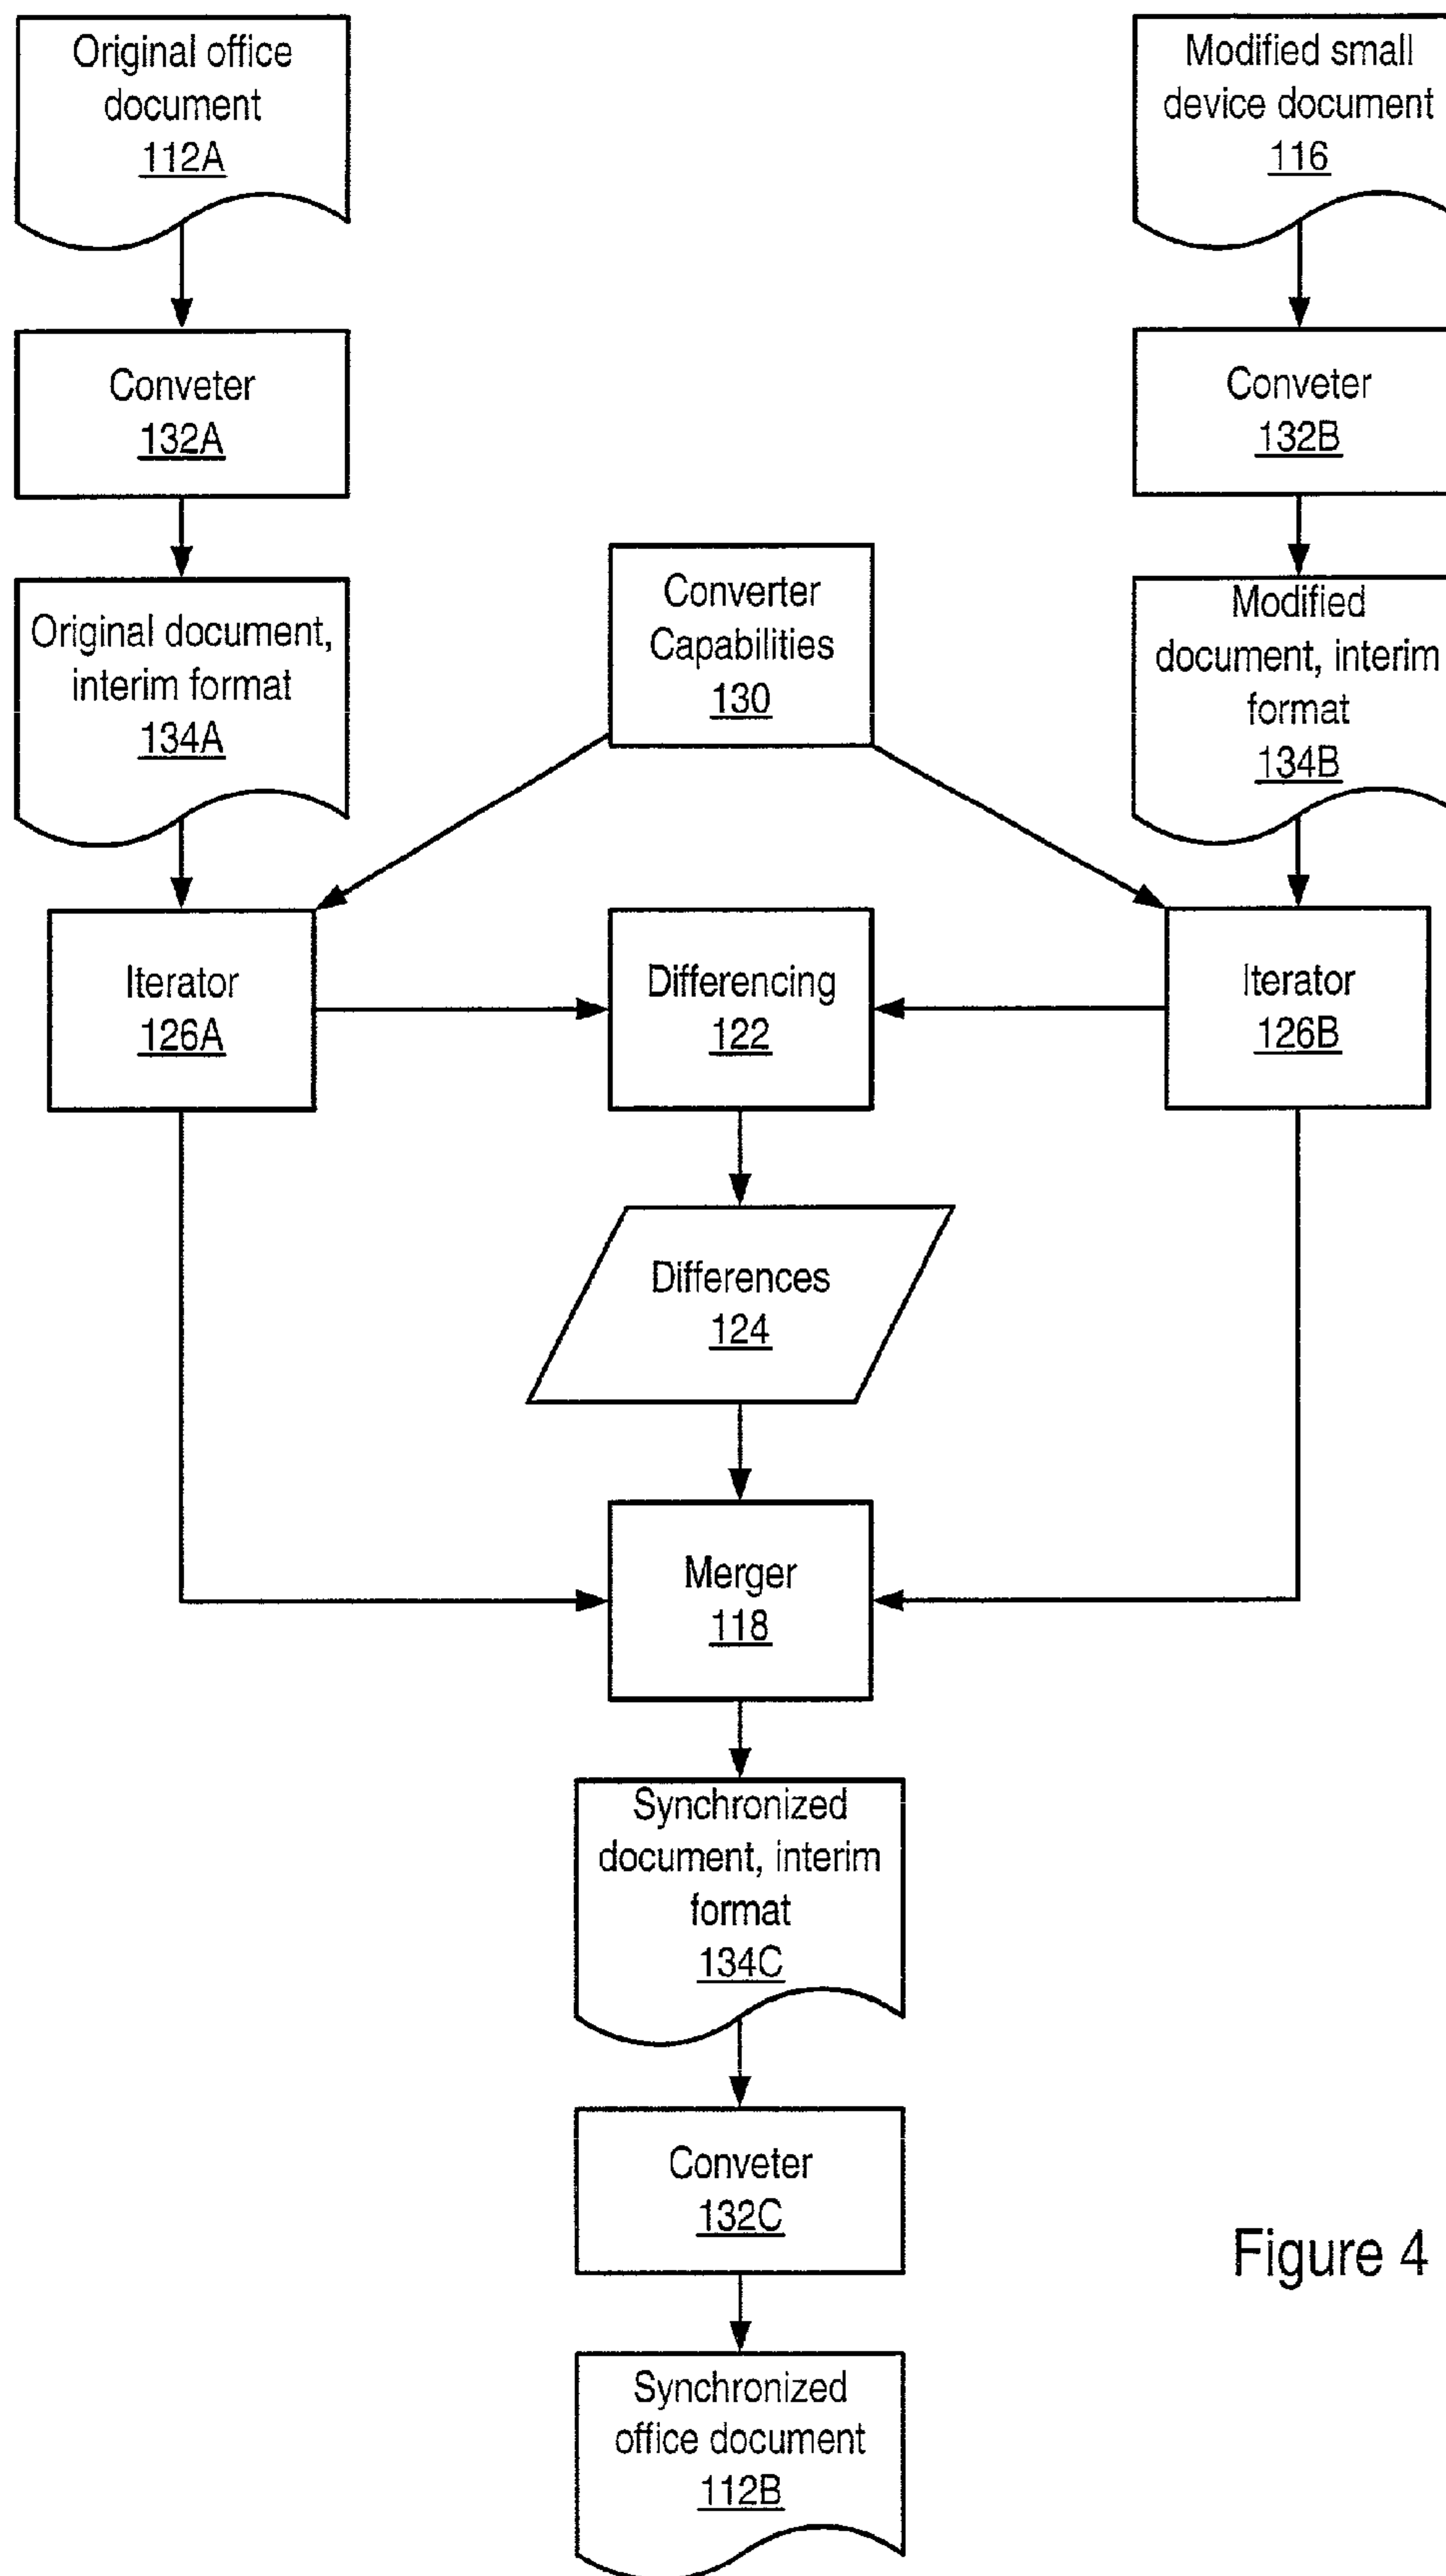 Original office
document
112A
Modified small
device document
116
Conveter
132A
Conveter
132B
Original document,
interim format
134A
Converter
Capabilities
130
Modified
document, interim
format
134B
Iterator
126A
Differencing
122
Iterator
126B
Differences
124
Merger
118
Synchronized
document, interim
format
134C
Conveter
132C
Figure 4
Synchronized
office document
112B